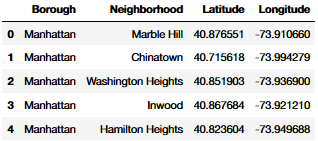 Borough Neighborhood Latitude Longitude
0 Manhattan Marble Hill 40.876551 -73.910660
1 Manhattan Chinatown 40.715618 -73.994279
2 Manhattan Washington Heights 40.851903 -73.936900
3 Manhattan Inwood 40.867684 -73.921210
4 Manhattan Hamilton Heights 40.823604 -73.949688